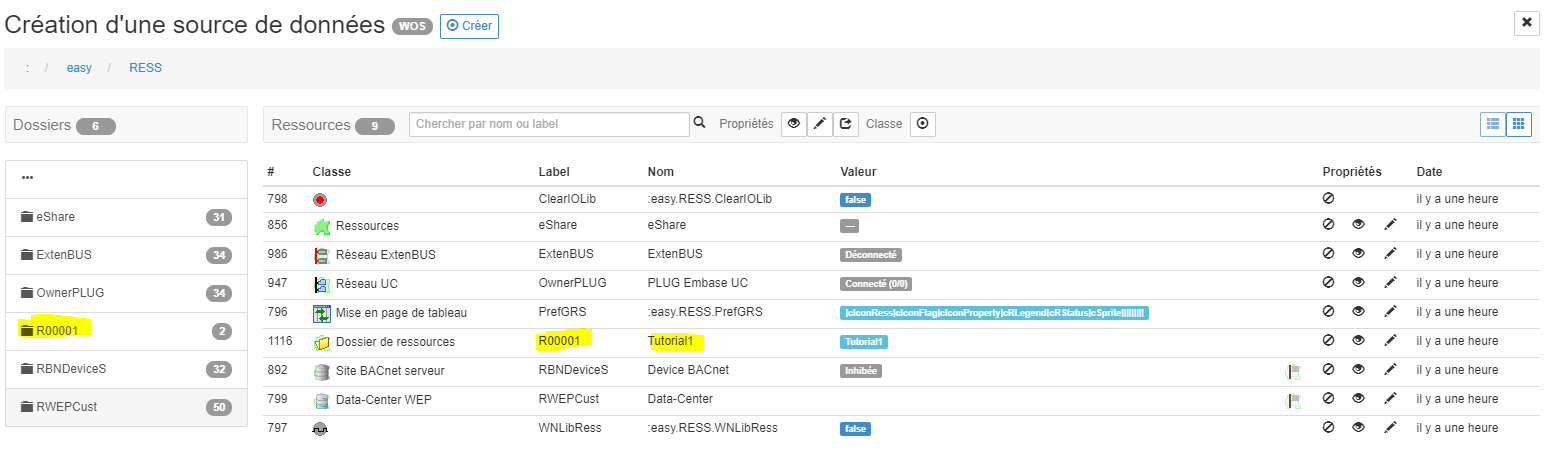 Création d'une source de données WOS Créer
: / easy / RESS
Dossiers 6
Ressources 9 Chercher par nom ou label Propriétés Classe
...
eShare 31
ExtenBUS 34
OwnerPLUG 34
R00001 2
RBNDeviceS 32
RWEPCust 50
# Classe Label Nom Valeur Propriétés Date
798 ClearIOLib :easy.RESS.ClearIOLib false il y a une heure
856 Ressources eShare eShare — il y a une heure
986 Réseau ExtenBUS ExtenBUS ExtenBUS Déconnecté il y a une heure
947 Réseau UC OwnerPLUG PLUG Embase UC Connecté (0/0) il y a une heure
796 Mise en page de tableau PrefGRS :easy.RESS.PrefGRS |cIconRess|cIconFlag|cIconProperty|cRLegend|cRStatus|cSprite||||||||| il y a une heure
1116 Dossier de ressources R00001 Tutorial1 Tutorial1 il y a une heure
892 Site BACnet serveur RBNDeviceS Device BACnet Inhibée il y a une heure
799 Data-Center WEP RWEPCust Data-Center il y a une heure
797 WNLibRess :easy.RESS.WNLibRess false il y a une heure